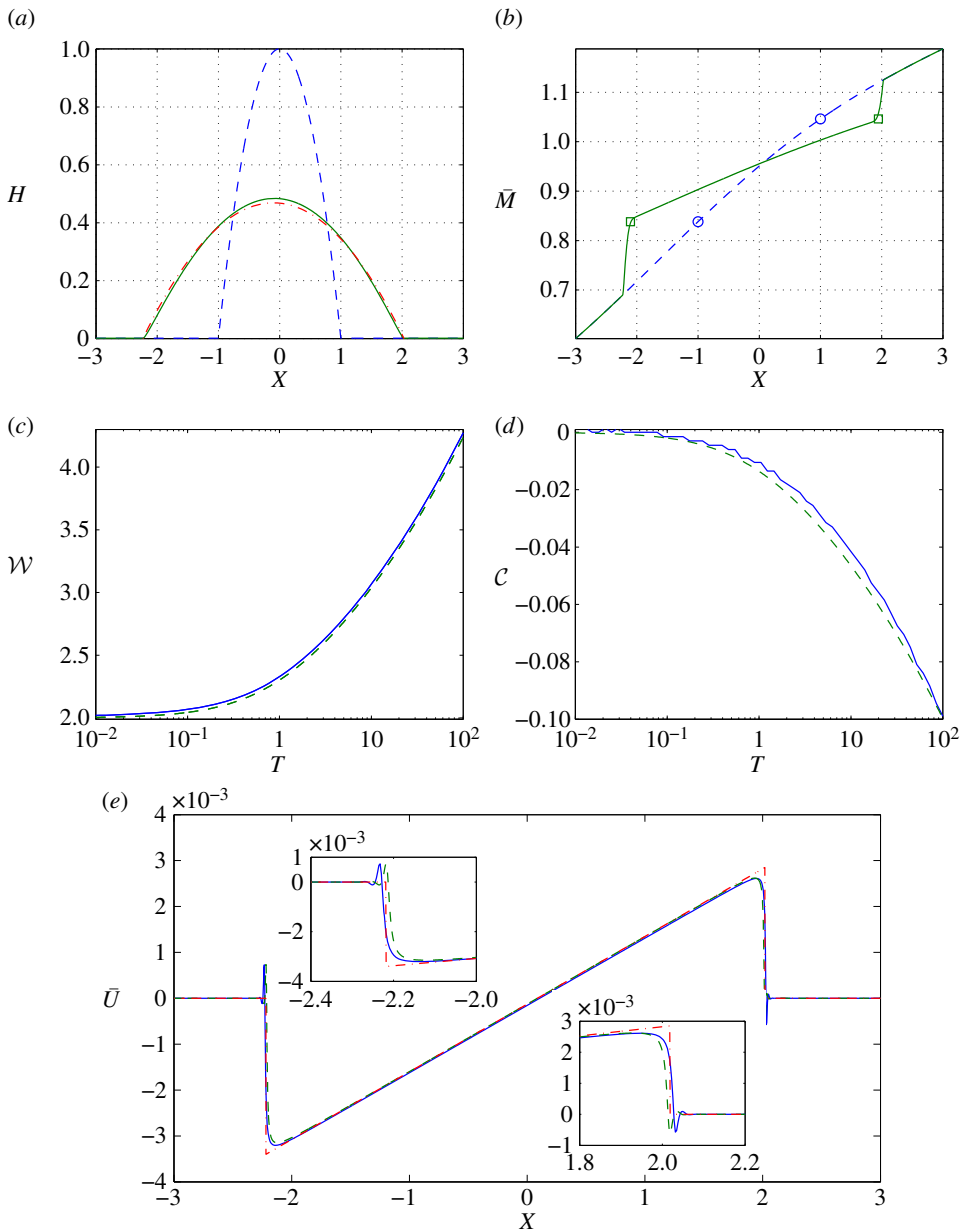 (a)
1.0
0.8
0.6
H
0.4
0.2
0
−3 −2 −1 0 1 2 3
X
(b)
1.1
1.0
M̄
0.9
0.8
0.7
−3 −2 −1 0 1 2 3
X
(c)
4.0
3.5
𝒲
3.0
2.5
2.0
10⁻² 10⁻¹ 1 10 10²
T
(d)
0
−0.02
−0.04
𝒞
−0.06
−0.08
−0.10
10⁻² 10⁻¹ 1 10 10²
T
(e)
×10⁻³
4
3
2
1
Ū 0
−1
−2
−3
−4
−3 −2 −1 0 1 2 3
X
×10⁻³
1
0
−1
−2
−3
−4
−2.4 −2.2 −2.0
×10⁻³
3
2
1
0
−1
1.8 2.0 2.2